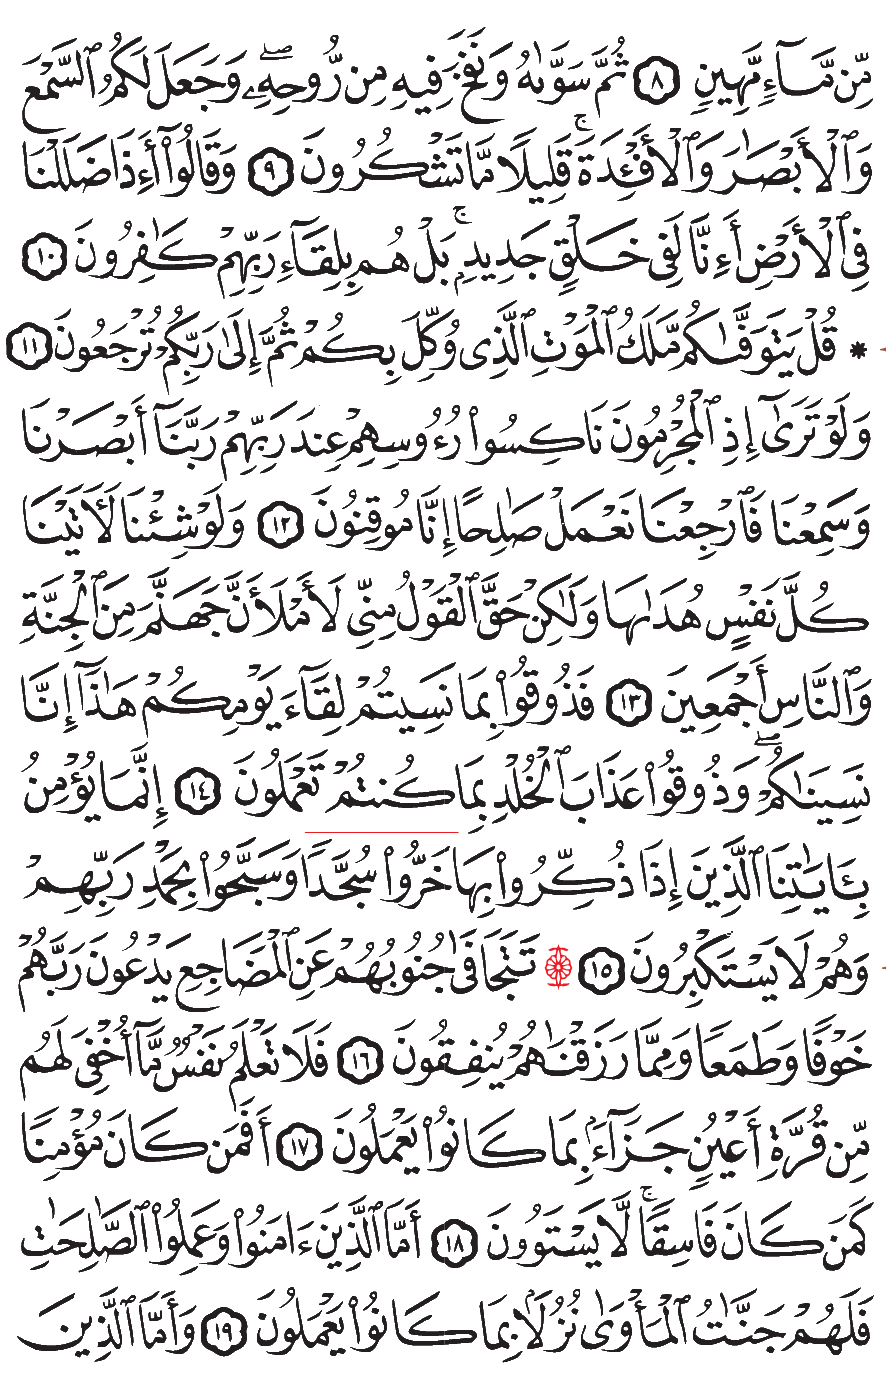 مِّن مَّآءٖ مَّهِينٖ ٨ ثُمَّ سَوَّىٰهُ وَنَفَخَ فِيهِ مِن رُّوحِهِۦۖ وَجَعَلَ لَكُمُ ٱلسَّمۡعَ
وَٱلۡأَبۡصَٰرَ وَٱلۡأَفۡـِٔدَةَۚ قَلِيلٗا مَّا تَشۡكُرُونَ ٩ وَقَالُوٓاْ أَءِذَا ضَلَلۡنَا
فِي ٱلۡأَرۡضِ أَءِنَّا لَفِي خَلۡقٖ جَدِيدِۭۚ بَلۡ هُم بِلِقَآءِ رَبِّهِمۡ كَٰفِرُونَ ١٠
* قُلۡ يَتَوَفَّىٰكُم مَّلَكُ ٱلۡمَوۡتِ ٱلَّذِي وُكِّلَ بِكُمۡ ثُمَّ إِلَىٰ رَبِّكُمۡ تُرۡجَعُونَ ١١
وَلَوۡ تَرَىٰٓ إِذِ ٱلۡمُجۡرِمُونَ نَاكِسُواْ رُءُوسِهِمۡ عِندَ رَبِّهِمۡ رَبَّنَآ أَبۡصَرۡنَا
وَسَمِعۡنَا فَٱرۡجِعۡنَا نَعۡمَلۡ صَٰلِحًا إِنَّا مُوقِنُونَ ١٢ وَلَوۡ شِئۡنَا لَأٓتَيۡنَا
كُلَّ نَفۡسٍ هُدَىٰهَا وَلَٰكِنۡ حَقَّ ٱلۡقَوۡلُ مِنِّي لَأَمۡلَأَنَّ جَهَنَّمَ مِنَ ٱلۡجِنَّةِ
وَٱلنَّاسِ أَجۡمَعِينَ ١٣ فَذُوقُواْ بِمَا نَسِيتُمۡ لِقَآءَ يَوۡمِكُمۡ هَٰذَآ إِنَّا
نَسِينَٰكُمۡۖ وَذُوقُواْ عَذَابَ ٱلۡخُلۡدِ بِمَا كُنتُمۡ تَعۡمَلُونَ ١٤ إِنَّمَا يُؤۡمِنُ
بِـَٔايَٰتِنَا ٱلَّذِينَ إِذَا ذُكِّرُواْ بِهَا خَرُّواْ سُجَّدٗا وَسَبَّحُواْ بِحَمۡدِ رَبِّهِمۡ
وَهُمۡ لَا يَسۡتَكۡبِرُونَ ١٥ ۩ تَتَجَافَىٰ جُنُوبُهُمۡ عَنِ ٱلۡمَضَاجِعِ يَدۡعُونَ رَبَّهُمۡ
خَوۡفٗا وَطَمَعٗا وَمِمَّا رَزَقۡنَٰهُمۡ يُنفِقُونَ ١٦ فَلَا تَعۡلَمُ نَفۡسٞ مَّآ أُخۡفِيَ لَهُم
مِّن قُرَّةِ أَعۡيُنٖ جَزَآءَۢ بِمَا كَانُواْ يَعۡمَلُونَ ١٧ أَفَمَن كَانَ مُؤۡمِنٗا
كَمَن كَانَ فَاسِقٗاۚ لَّا يَسۡتَوُۥنَ ١٨ أَمَّا ٱلَّذِينَ ءَامَنُواْ وَعَمِلُواْ ٱلصَّٰلِحَٰتِ
فَلَهُمۡ جَنَّٰتُ ٱلۡمَأۡوَىٰ نُزُلَۢا بِمَا كَانُواْ يَعۡمَلُونَ ١٩ وَأَمَّا ٱلَّذِينَ